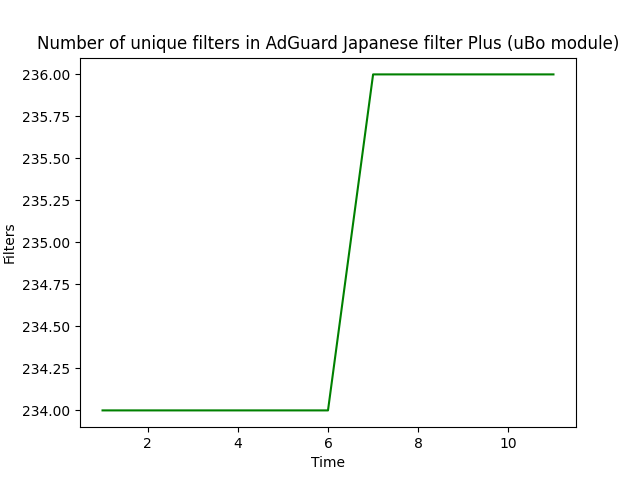 Number of unique filters in AdGuard Japanese filter Plus (uBo module)
236.00
235.75
235.50
235.25
235.00
234.75
234.50
234.25
234.00
Filters
2 4 6 8 10
Time